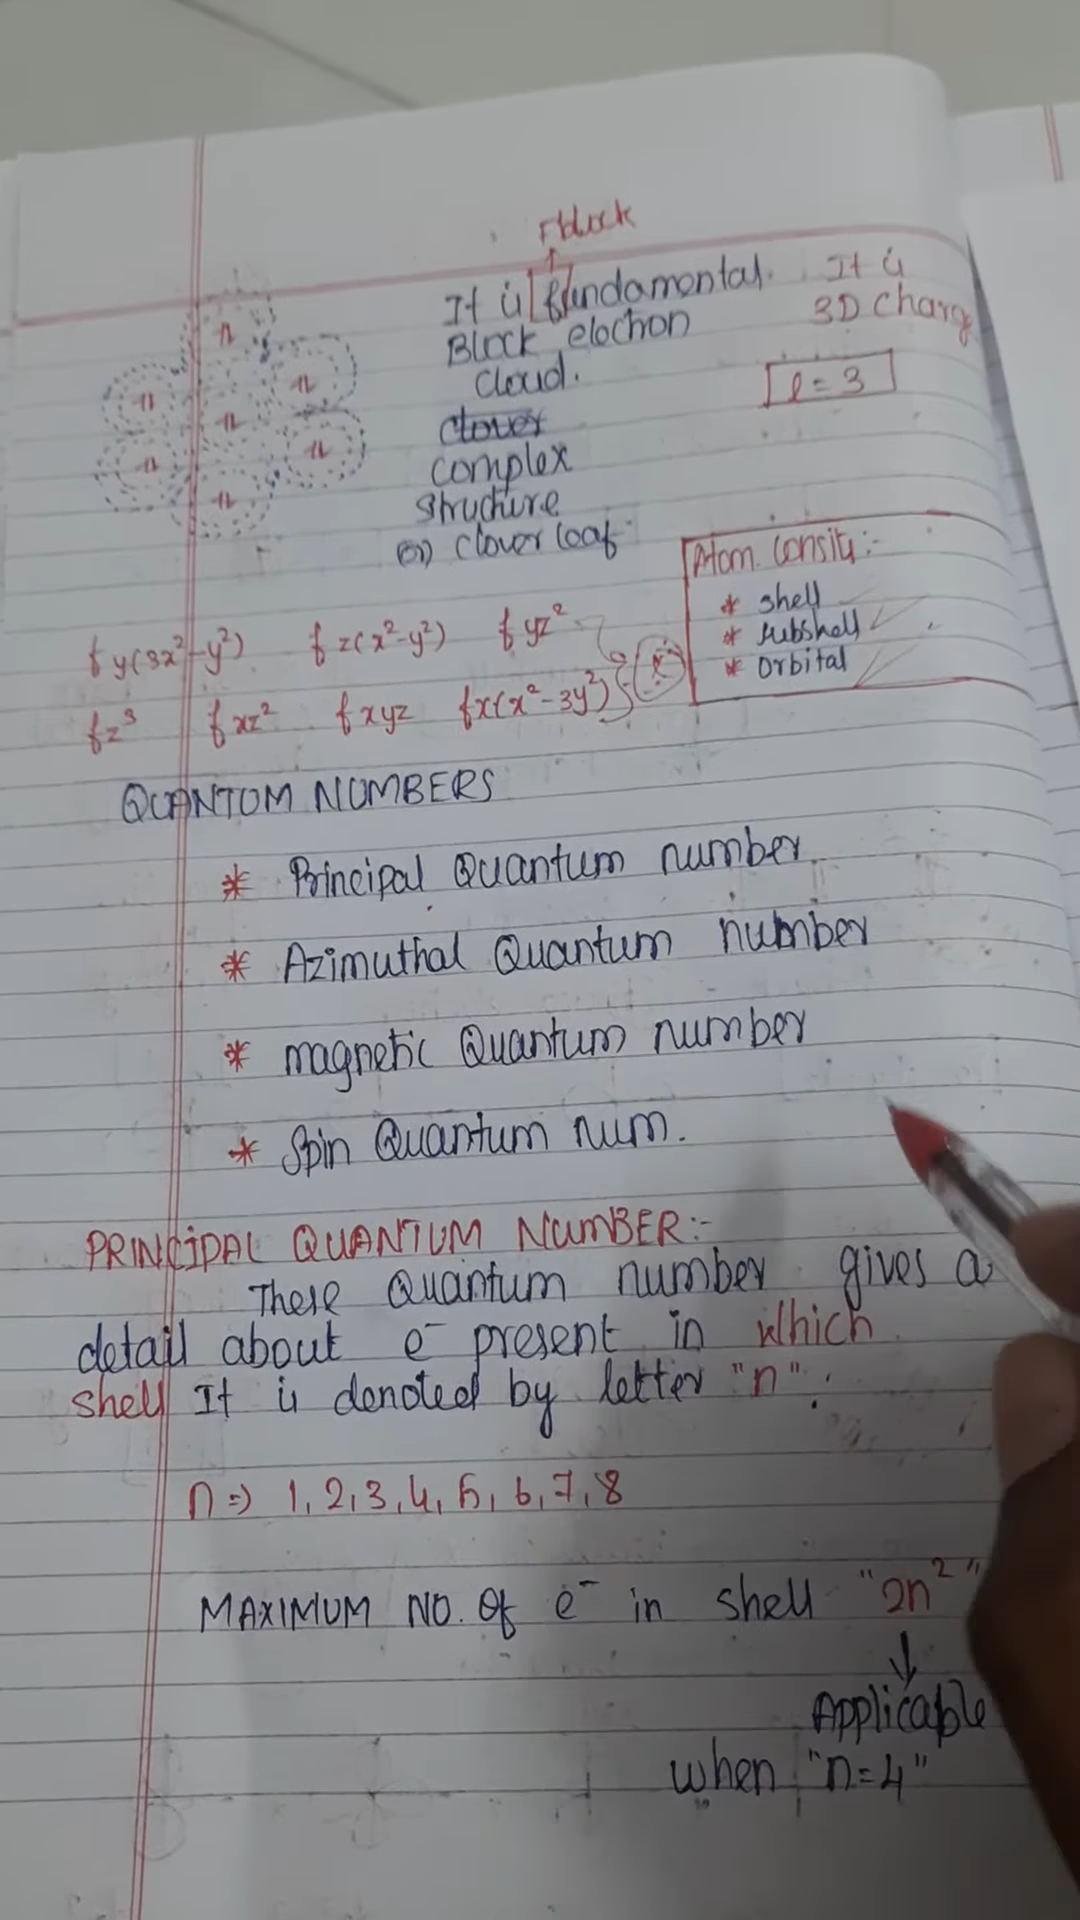 F block
It is fundamental. It is
Block electron 3D Charg
Cloud.
l = 3
Clover
complex
structure
(or) clover leaf
Atom. Consits:-
* shell
* subshell
* orbital
f y(3x²-y²) f z(x²-y²) f yz²
f z³ f xz² f xyz f x(x²-3y²)
QUANTOM NUMBERS
* Principal Quantum number
* Azimuthal Quantum number
* magnetic Quantum number
* Spin Quantum num.
PRINCIPAL QUANTUM NUMBER:-
These Quantum number gives a
detail about e⁻ present in which
shell It is denoted by letter "n".
n => 1, 2, 3, 4, 5, 6, 7, 8
MAXIMUM NO. Of e⁻ in shell "2n²"
↓
Applicable
when "n=4"